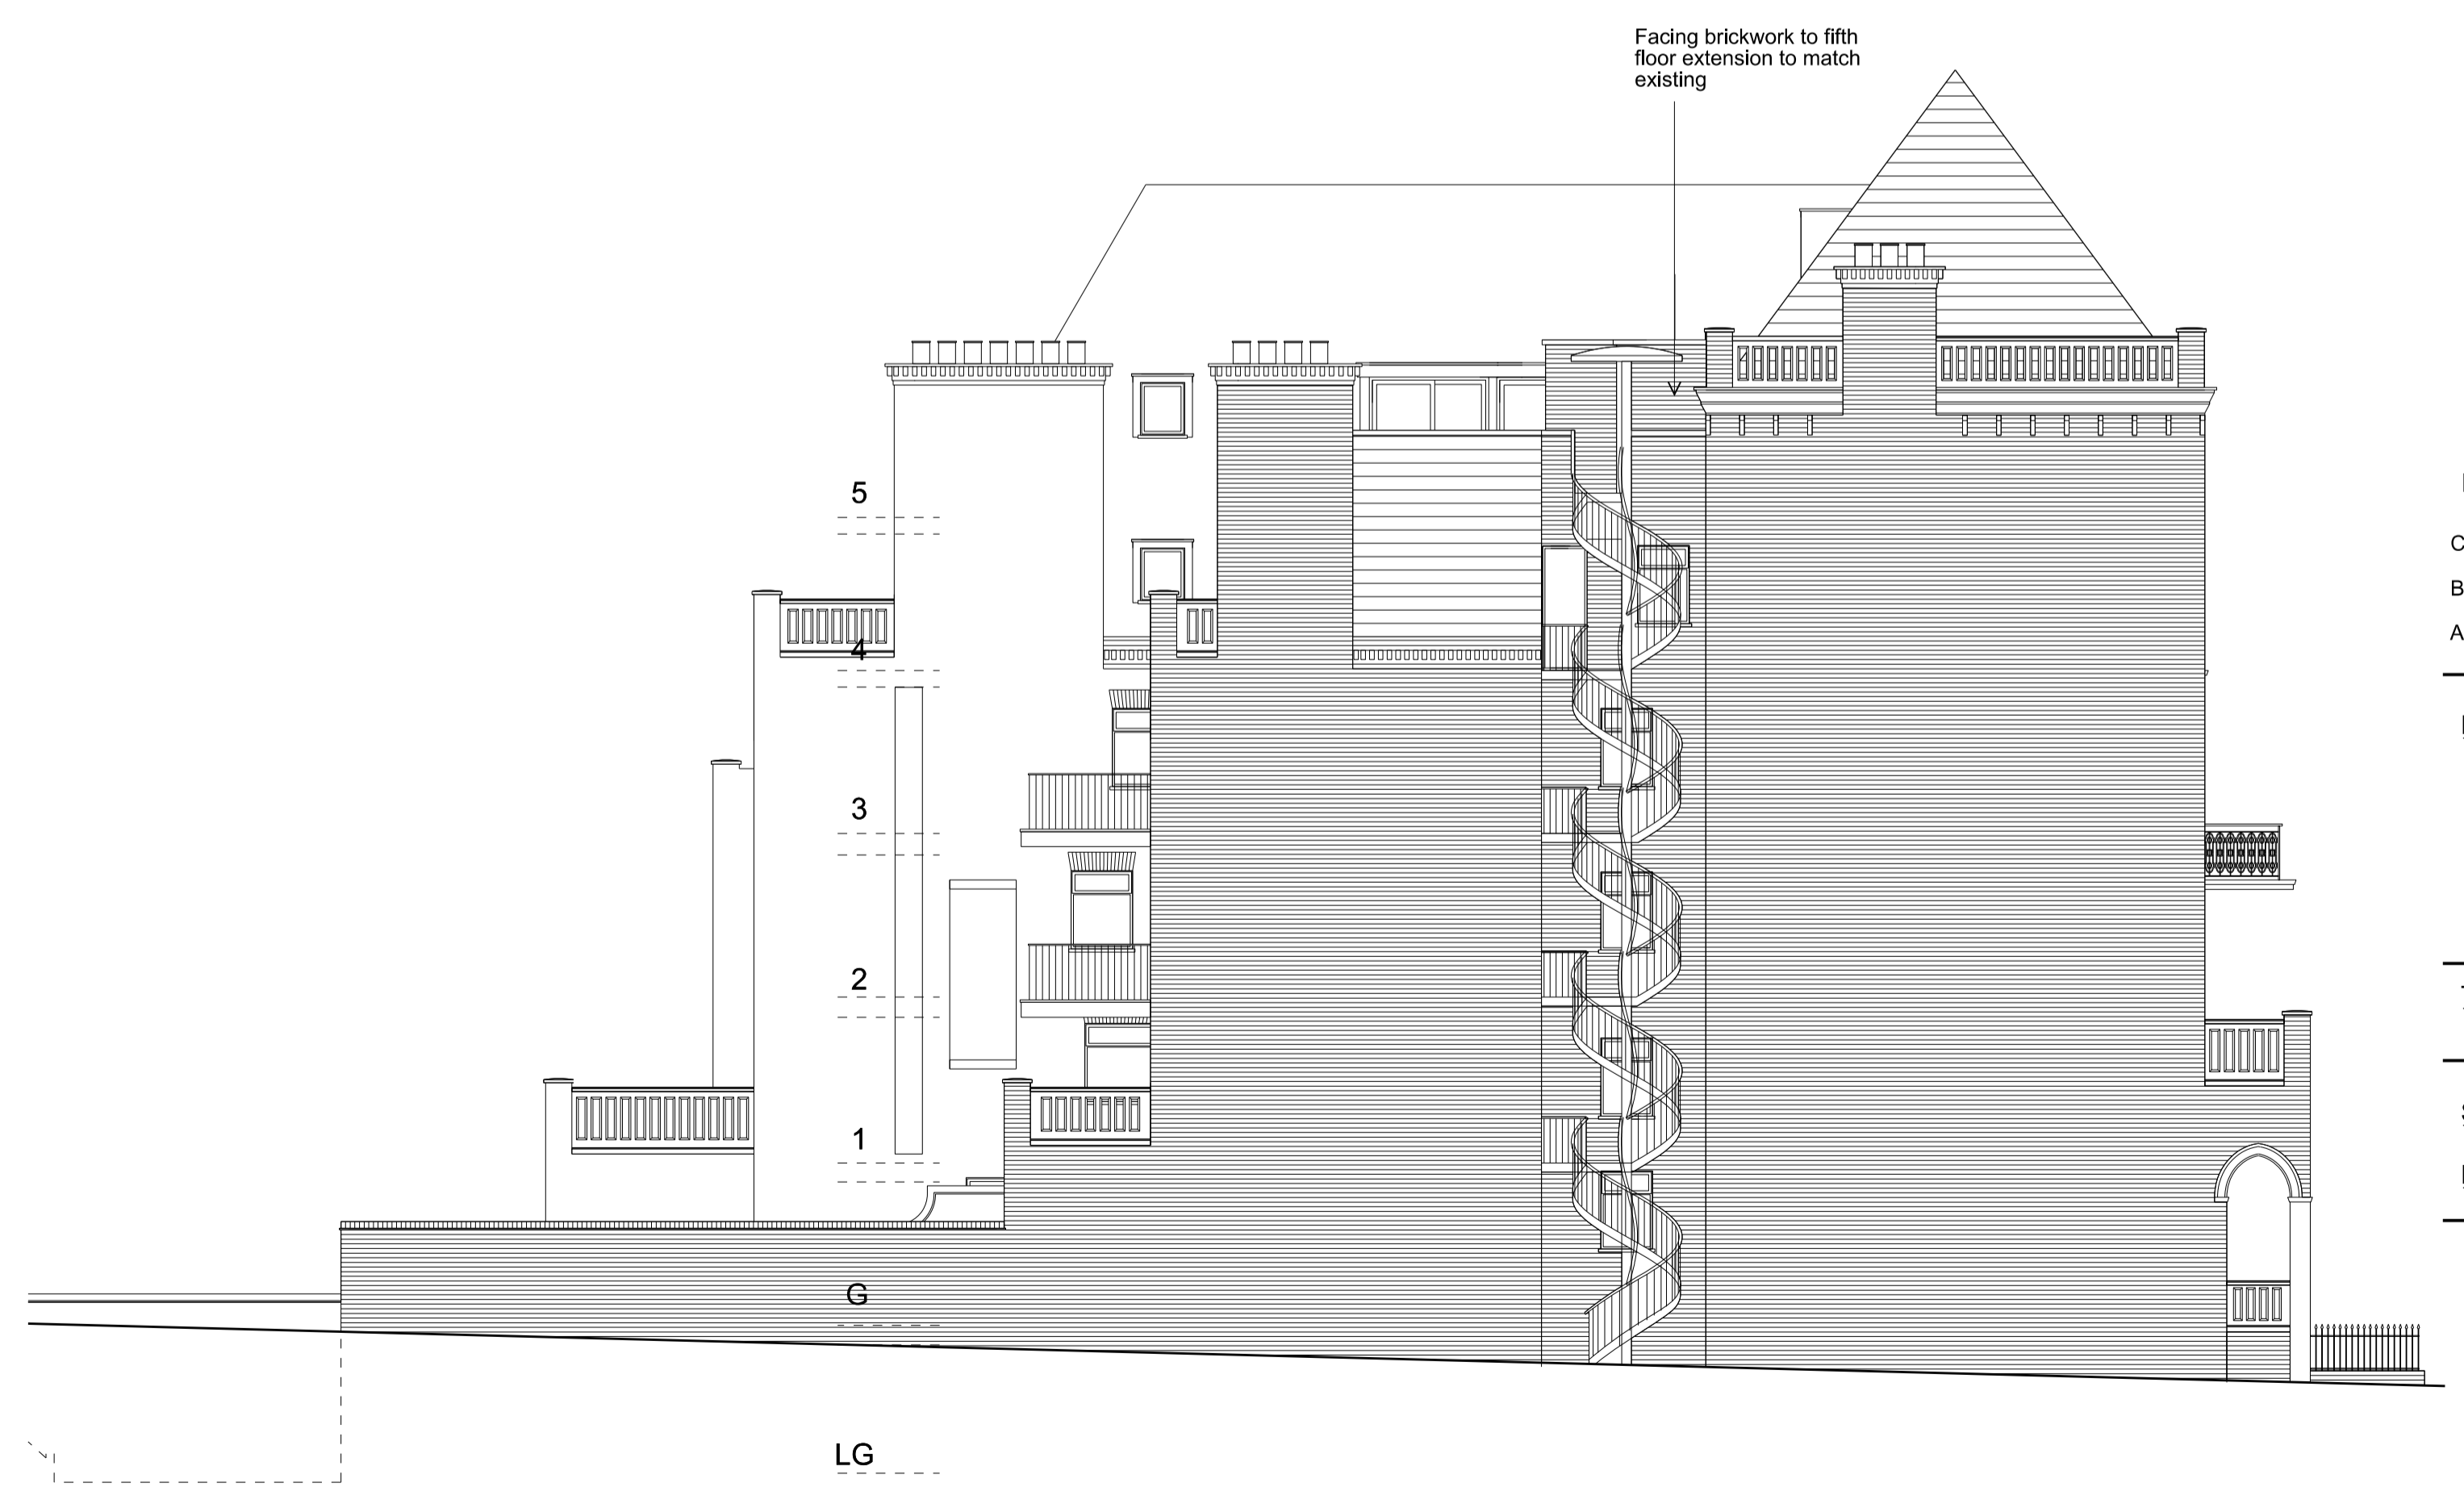 Facing brickwork to fifth
floor extension to match
existing
5
C
B
A
4
3
2
1
G
LG